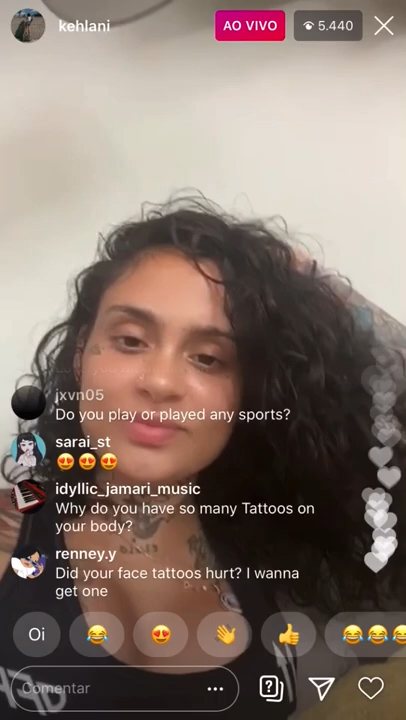 kehlani
AO VIVO
5.440
jxvn05
Do you play or played any sports?
sarai_st
idyllic_jamari_music
Why do you have so many Tattoos on
your body?
renney.y
Did your face tattoos hurt? I wanna
get one
Oi
Comentar